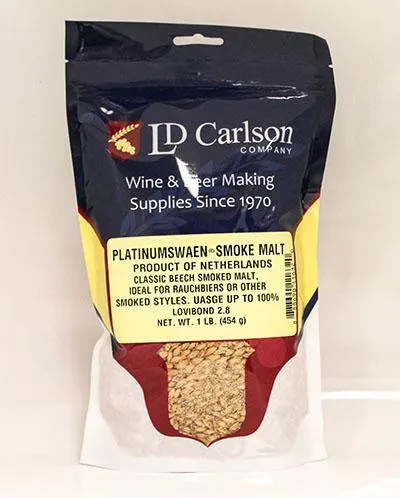 LD Carlson
COMPANY
Wine & Beer Making
Supplies Since 1970
PLATINUMSWAEN© SMOKE MALT
PRODUCT OF NETHERLANDS
CLASSIC BEECH SMOKED MALT,
IDEAL FOR RAUCHBIERS OR OTHER
SMOKED STYLES. UASGE UP TO 100%
LOVIBOND 2.8
NET. WT. 1 LB. (454 g)